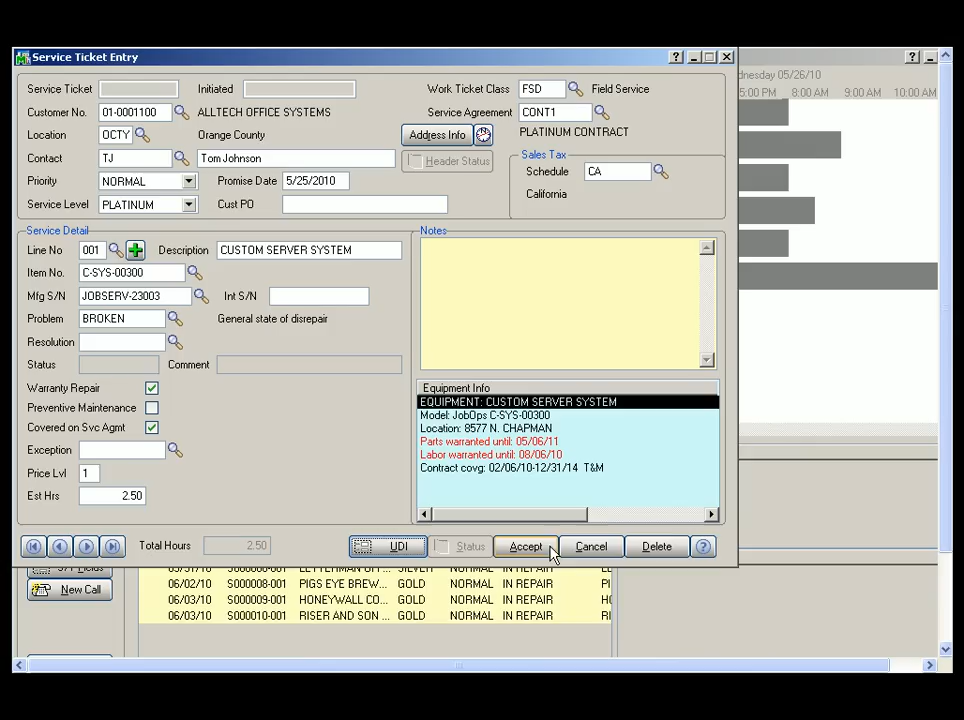 Service Ticket Entry
Service Ticket Initiated Work Ticket Class FSD Field Service
Customer No. 01-0001100 ALLTECH OFFICE SYSTEMS Service Agreement CONT1
Location OCTY Orange County Address Info PLATINUM CONTRACT
Contact TJ Tom Johnson Header Status
Sales Tax
Schedule CA
California
Priority NORMAL Promise Date 5/25/2010
Service Level PLATINUM Cust PO
Service Detail
Line No 001 Description CUSTOM SERVER SYSTEM
Item No. C-SYS-00300
Mfg S/N JOBSERV-23003 Int S/N
Problem BROKEN General state of disrepair
Resolution
Status Comment
Warranty Repair
Preventive Maintenance
Covered on Svc Agmt
Exception
Price Lvl 1
Est Hrs 2.50
Notes
Equipment Info
EQUIPMENT: CUSTOM SERVER SYSTEM
Model: JobOps C-SYS-00300
Location: 8577 N. CHAPMAN
Parts warranted until: 05/06/11
Labor warranted until: 08/06/10
Contract covg: 02/06/10-12/31/14 T&M
Total Hours 2.50 UDI Status Accept Cancel Delete
dnesday 05/26/10
5:00 PM 8:00 AM 9:00 AM 10:00 AM
New Call
06/02/10 S000008-001 PIGS EYE BREW... GOLD NORMAL IN REPAIR PI
06/03/10 S000009-001 HONEYWALL CO... GOLD NORMAL IN REPAIR HO
06/03/10 S000010-001 RISER AND SON ... GOLD NORMAL IN REPAIR RI